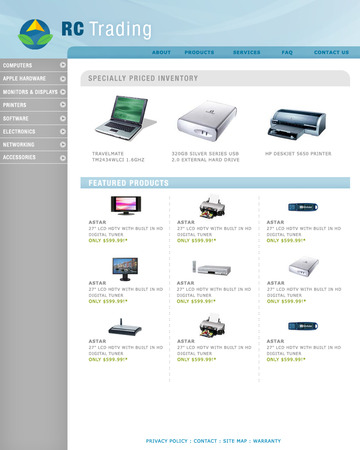 RC Trading
ABOUT PRODUCTS SERVICES FAQ CONTACT US
COMPUTERS
APPLE HARDWARE
MONITORS & DISPLAYS
PRINTERS
SOFTWARE
ELECTRONICS
NETWORKING
ACCESSORIES
SPECIALLY PRICED INVENTORY
TRAVELMATE
TM2434WLCI 1.6GHZ
320GB SILVER SERIES USB
2.0 EXTERNAL HARD DRIVE
HP DESKJET 5650 PRINTER
FEATURED PRODUCTS
ASTAR
27" LCD HDTV WITH BUILT IN HD
DIGITAL TUNER
ONLY $599.99!*
ASTAR
27" LCD HDTV WITH BUILT IN HD
DIGITAL TUNER
ONLY $599.99!*
ASTAR
27" LCD HDTV WITH BUILT IN HD
DIGITAL TUNER
ONLY $599.99!*
ASTAR
27" LCD HDTV WITH BUILT IN HD
DIGITAL TUNER
ONLY $599.99!*
ASTAR
27" LCD HDTV WITH BUILT IN HD
DIGITAL TUNER
ONLY $599.99!*
ASTAR
27" LCD HDTV WITH BUILT IN HD
DIGITAL TUNER
ONLY $599.99!*
ASTAR
27" LCD HDTV WITH BUILT IN HD
DIGITAL TUNER
ONLY $599.99!*
ASTAR
27" LCD HDTV WITH BUILT IN HD
DIGITAL TUNER
ONLY $599.99!*
ASTAR
27" LCD HDTV WITH BUILT IN HD
DIGITAL TUNER
ONLY $599.99!*
PRIVACY POLICY : CONTACT : SITE MAP : WARRANTY